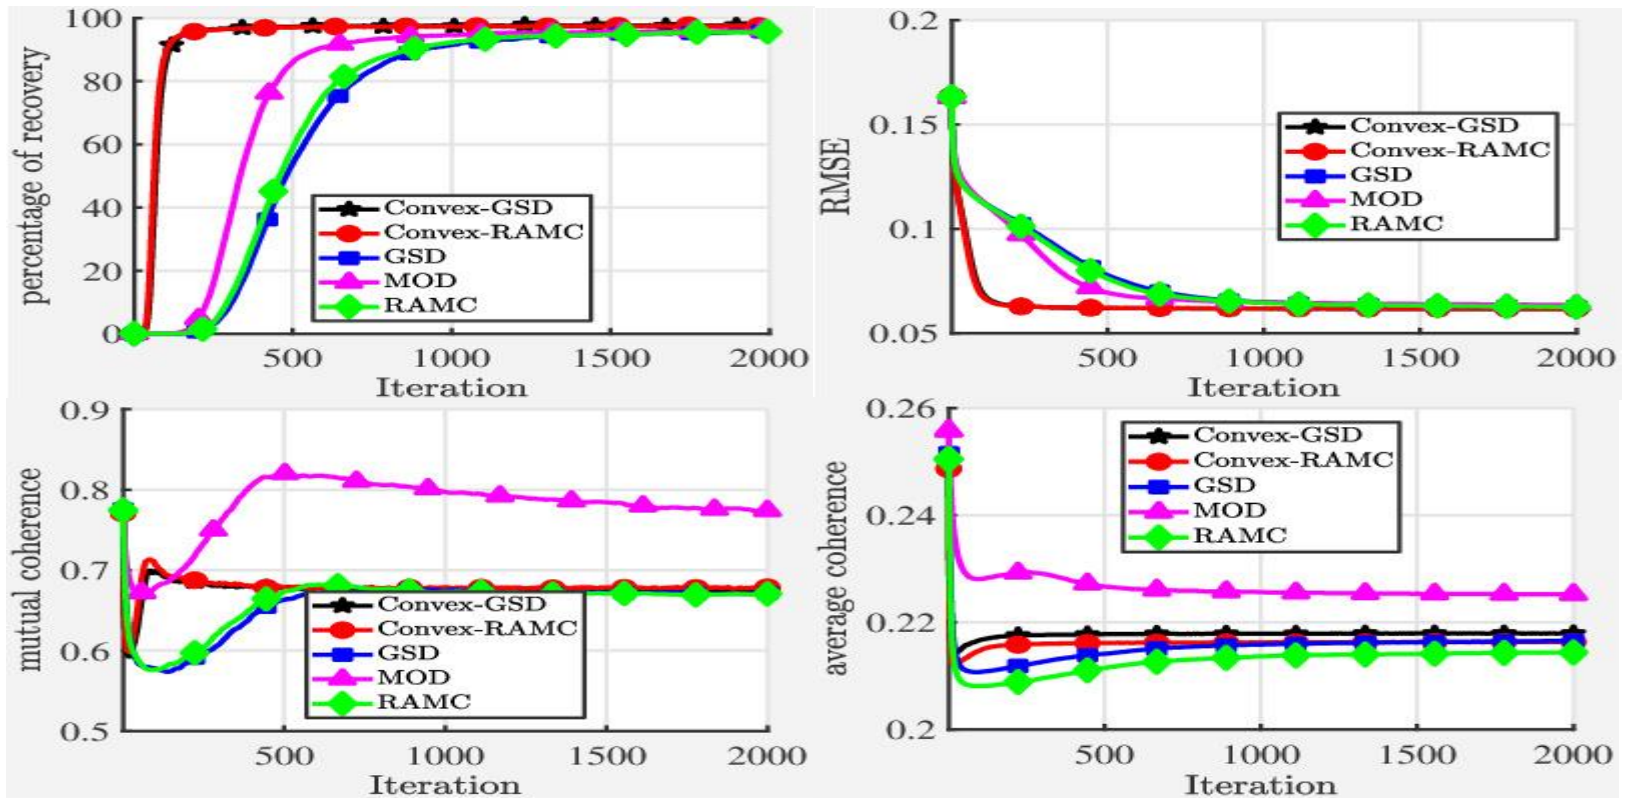 100
80
60
40
20
0
percentage of recovery
Convex-GSD
Convex-RAMC
GSD
MOD
RAMC
500 1000 1500 2000
Iteration
0.2
0.15
0.1
0.05
RMSE
Convex-GSD
Convex-RAMC
GSD
MOD
RAMC
500 1000 1500 2000
Iteration
0.9
0.8
0.7
0.6
0.5
mutual coherence
Convex-GSD
Convex-RAMC
GSD
MOD
RAMC
500 1000 1500 2000
Iteration
0.26
0.24
0.22
0.2
average coherence
Convex-GSD
Convex-RAMC
GSD
MOD
RAMC
500 1000 1500 2000
Iteration